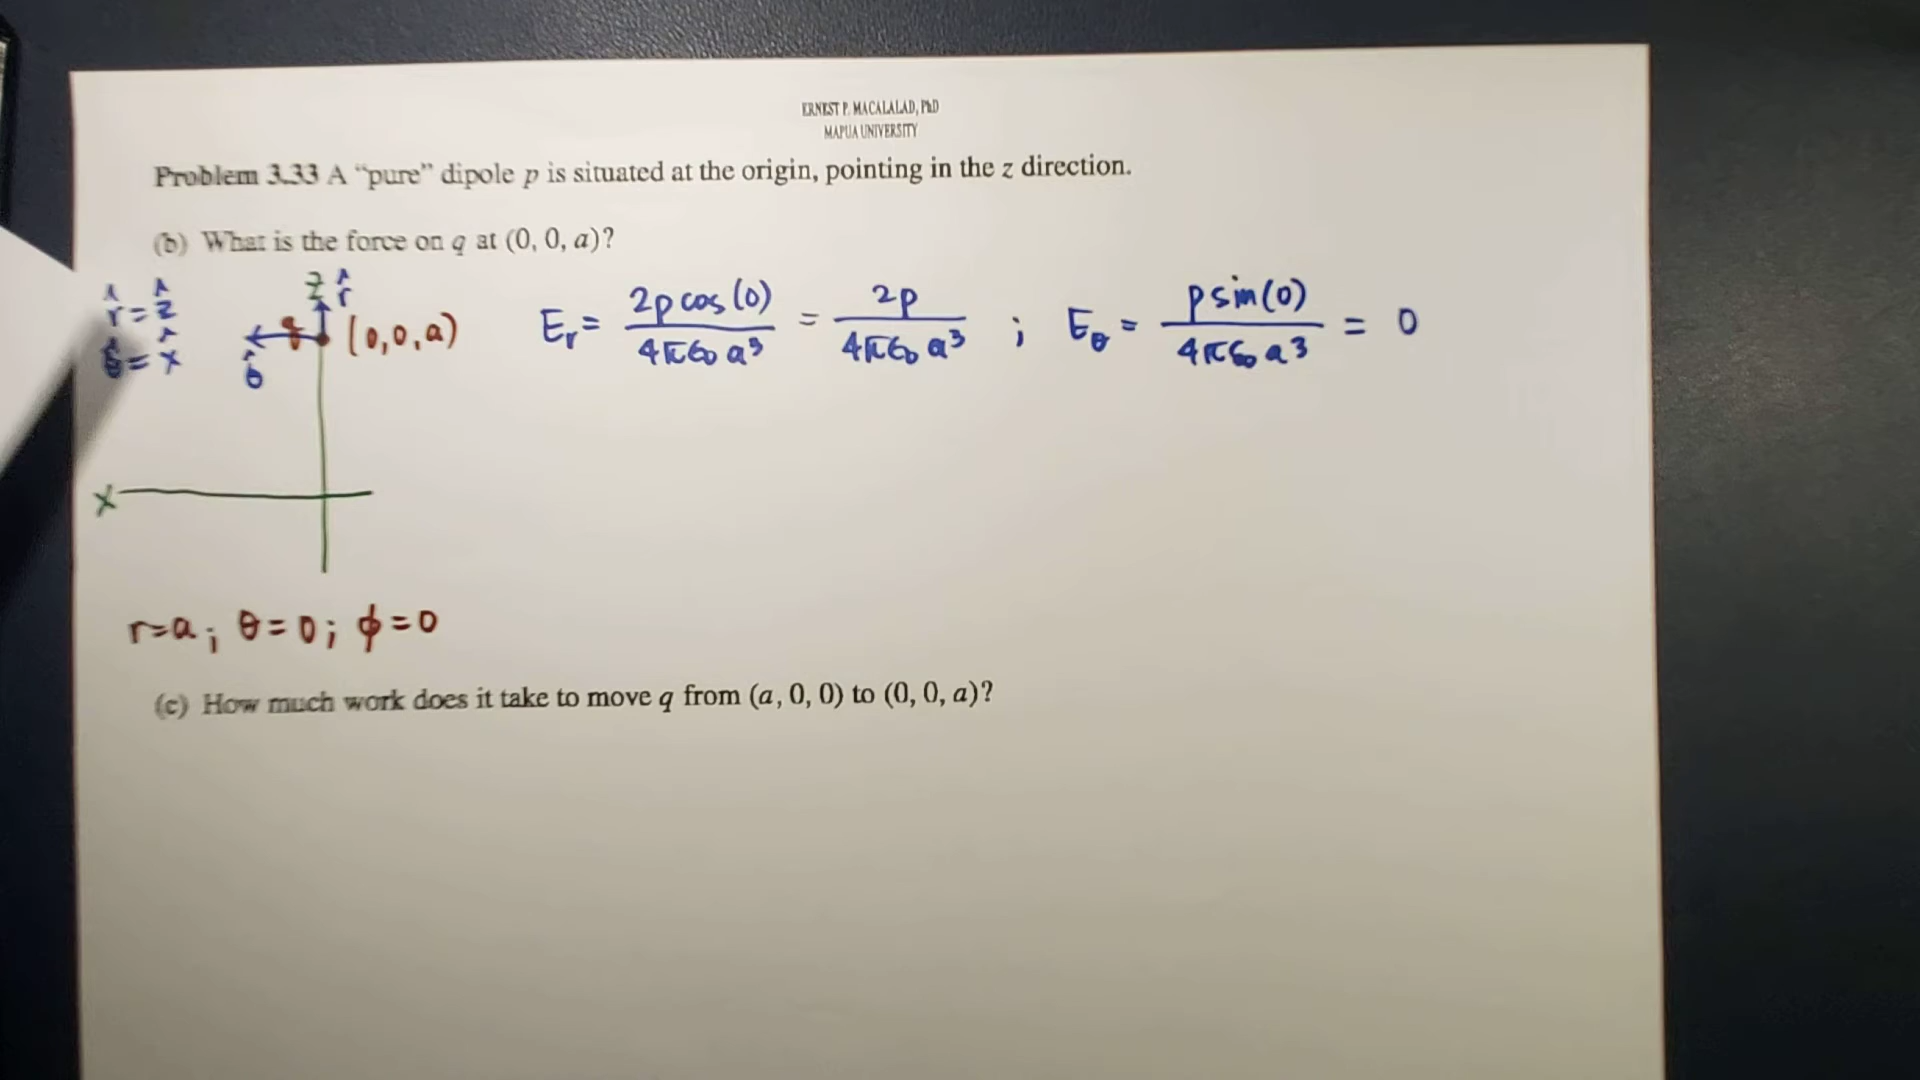 ERNEST P. MACALALAD, PhD
MAPUA UNIVERSITY
Problem 3.33 A “pure” dipole p is situated at the origin, pointing in the z direction.
(b) What is the force on q at (0, 0, a)?
r̂ = ẑ
θ̂ = x̂
z r̂
(0,0,a)
θ̂
x
E_r = 2p cos(0) / 4πϵ₀ a³ = 2p / 4πϵ₀ a³ ; E_θ = p sin(0) / 4πϵ₀ a³ = 0
r=a; θ=0; ϕ=0
(c) How much work does it take to move q from (a, 0, 0) to (0, 0, a)?